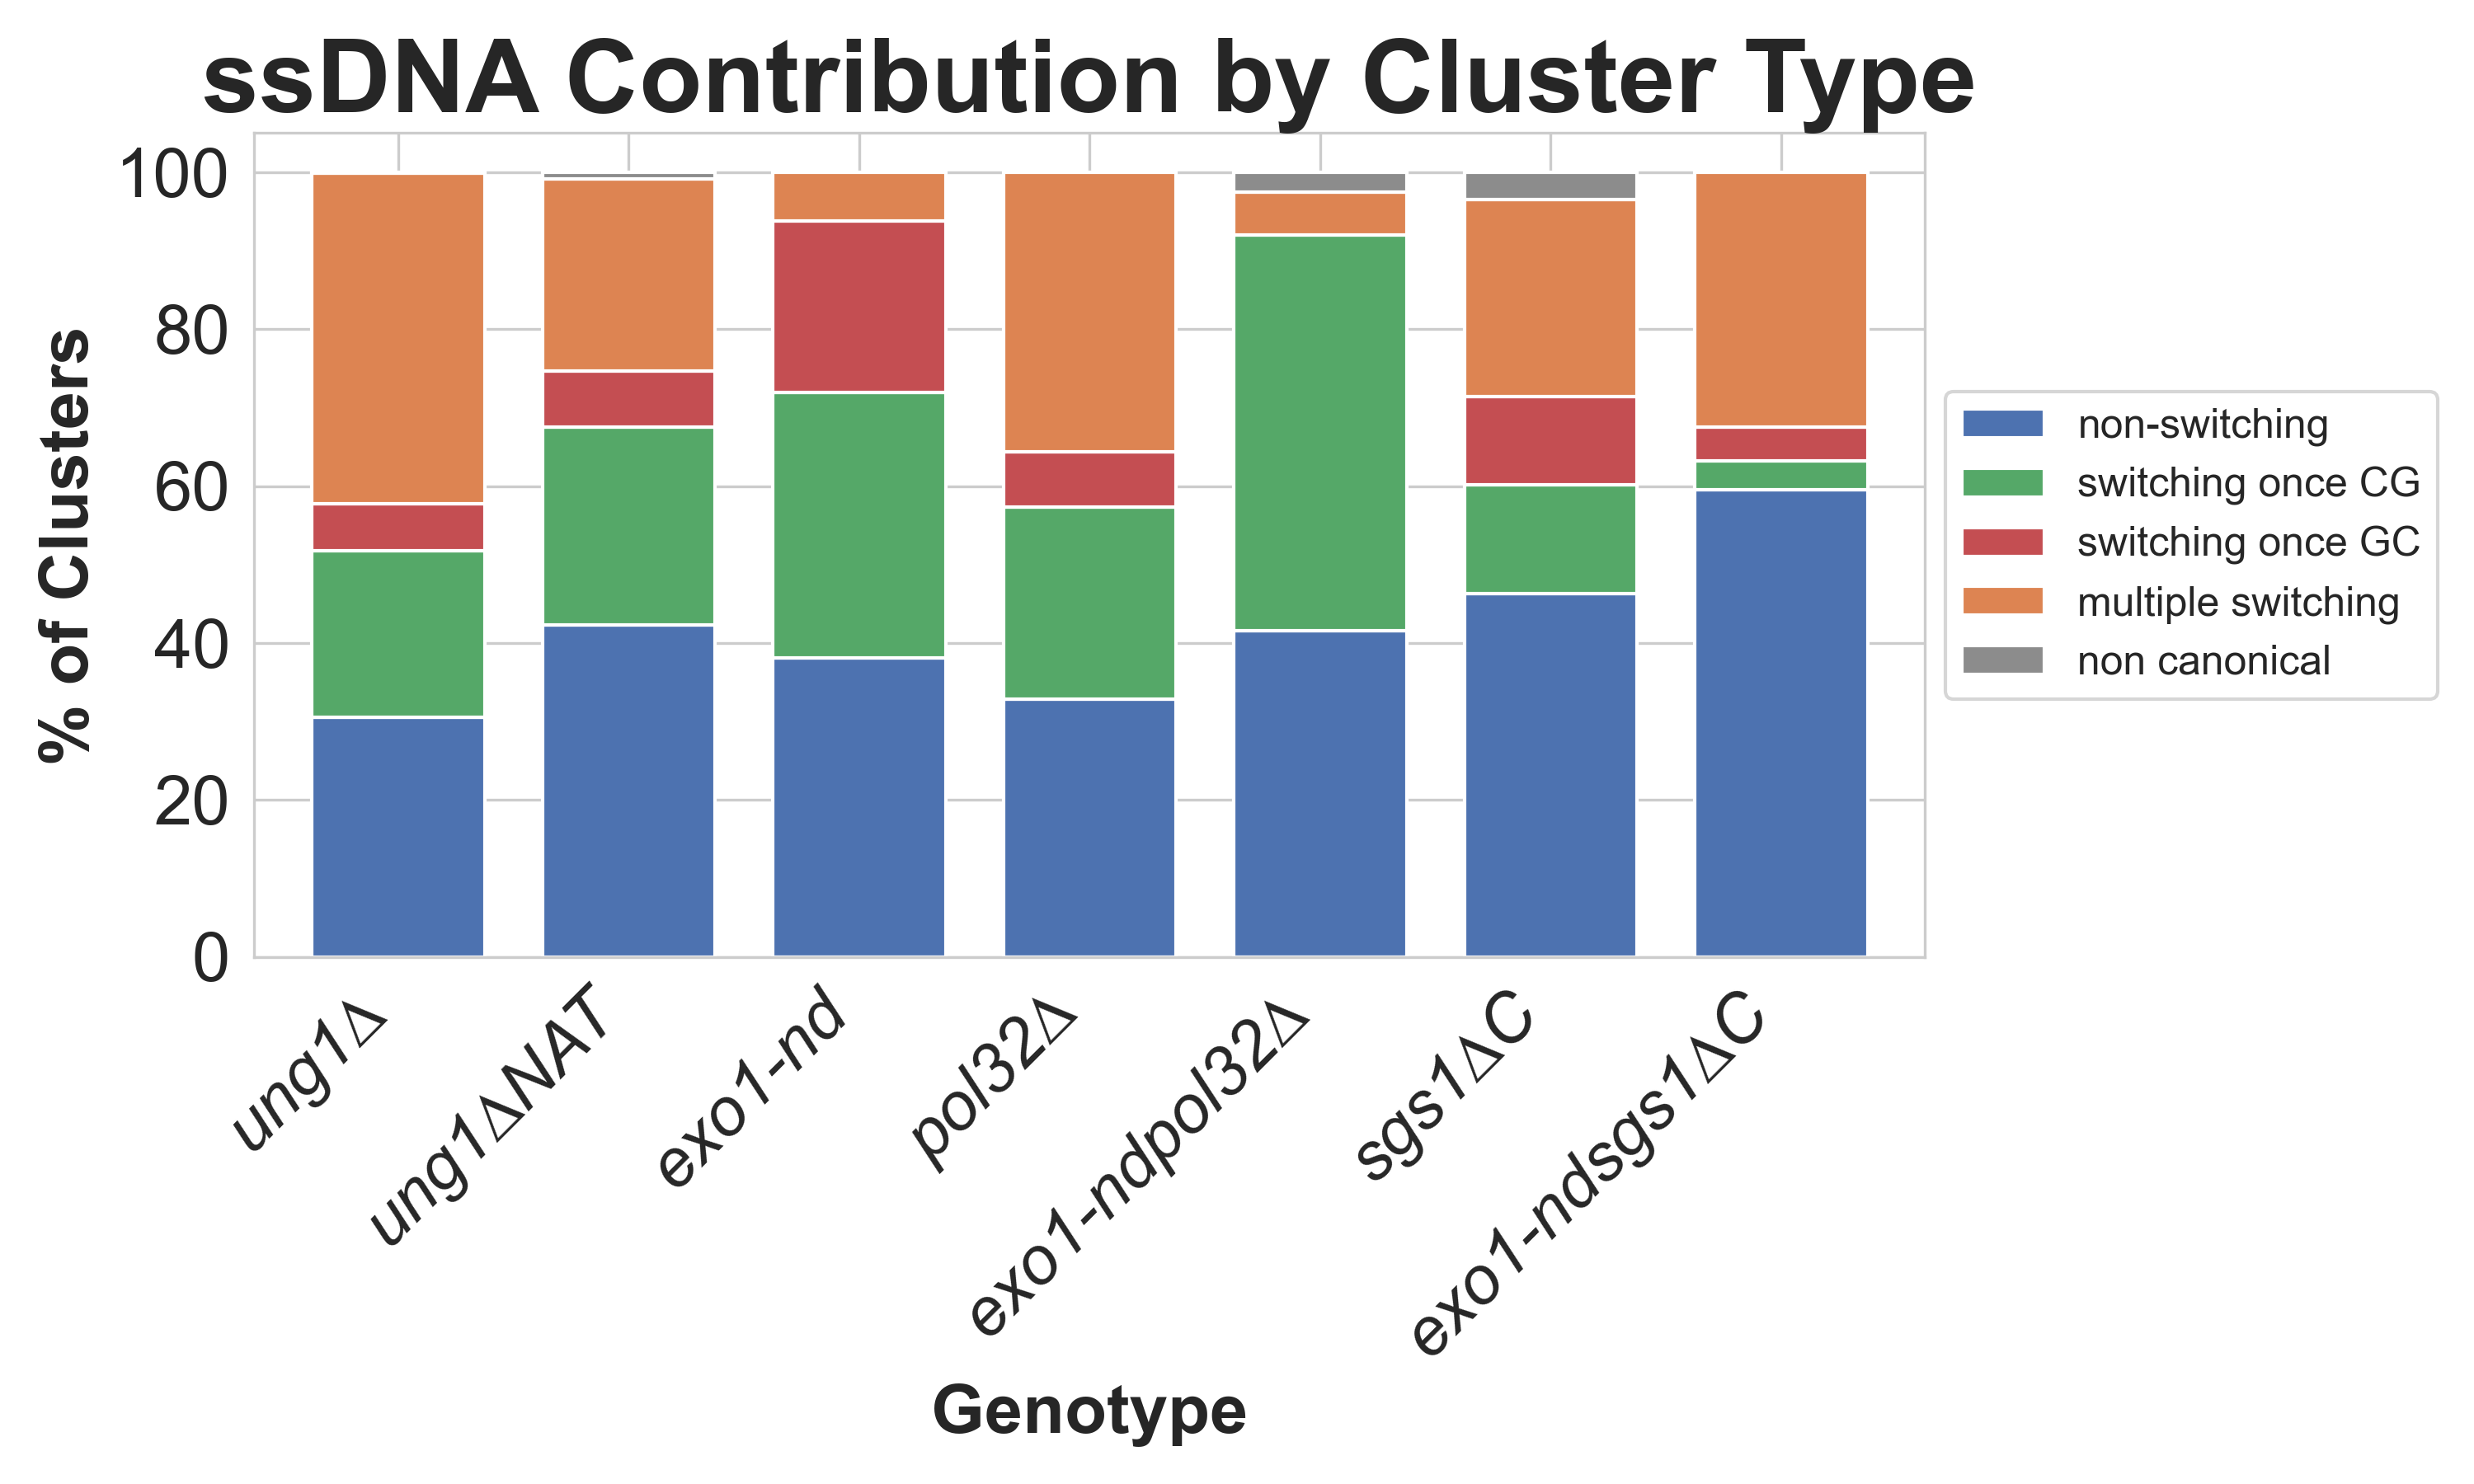 ssDNA Contribution by Cluster Type
% of Clusters
100
80
60
40
20
0
ung1Δ
ung1ΔNAT
exo1-nd
pol32Δ
exo1-ndpol32Δ
sgs1ΔC
exo1-ndsgs1ΔC
Genotype
non-switching
switching once CG
switching once GC
multiple switching
non canonical